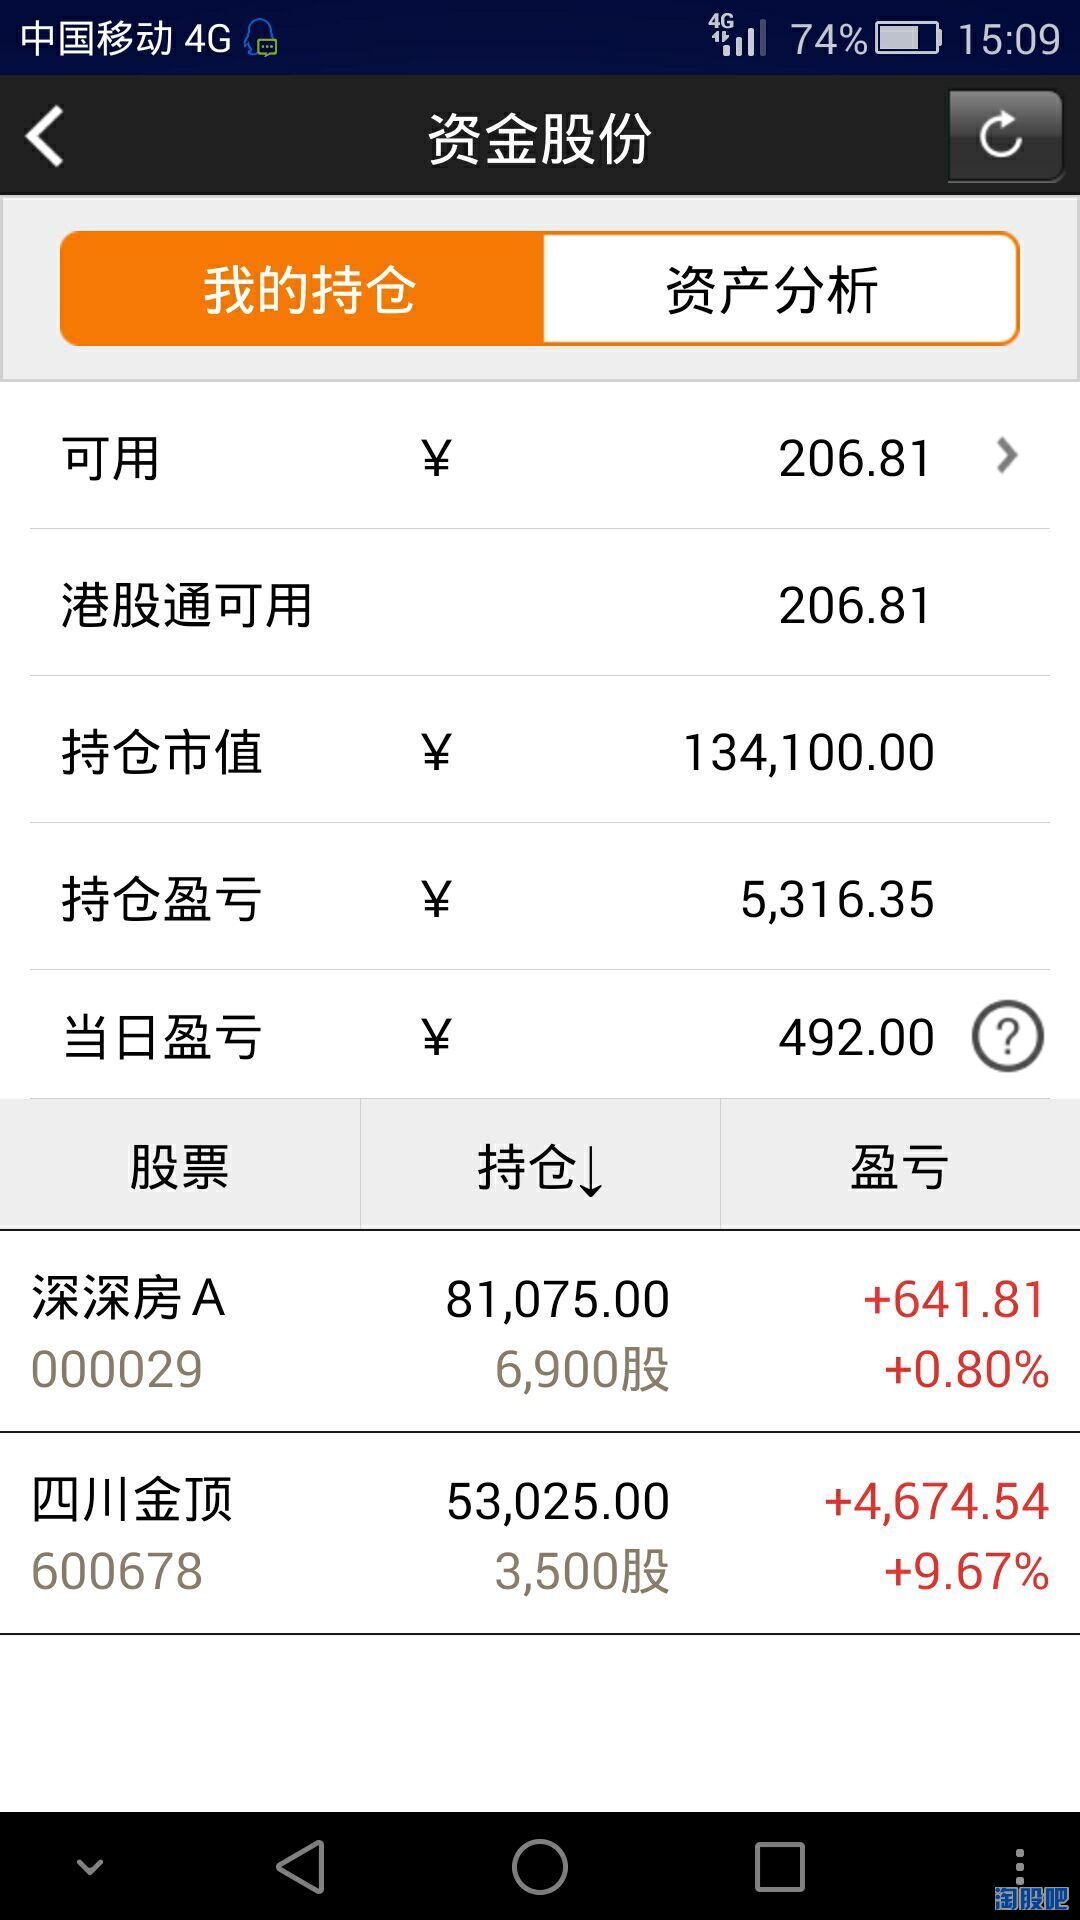 中国移动 4G 4G 74% 15:09
资金股份
我的持仓 资产分析
可用 ¥ 206.81
港股通可用 206.81
持仓市值 ¥ 134,100.00
持仓盈亏 ¥ 5,316.35
当日盈亏 ¥ 492.00 ?
股票 持仓↓ 盈亏
深深房A 81,075.00 +641.81
000029 6,900股 +0.80%
四川金顶 53,025.00 +4,674.54
600678 3,500股 +9.67%
淘股吧